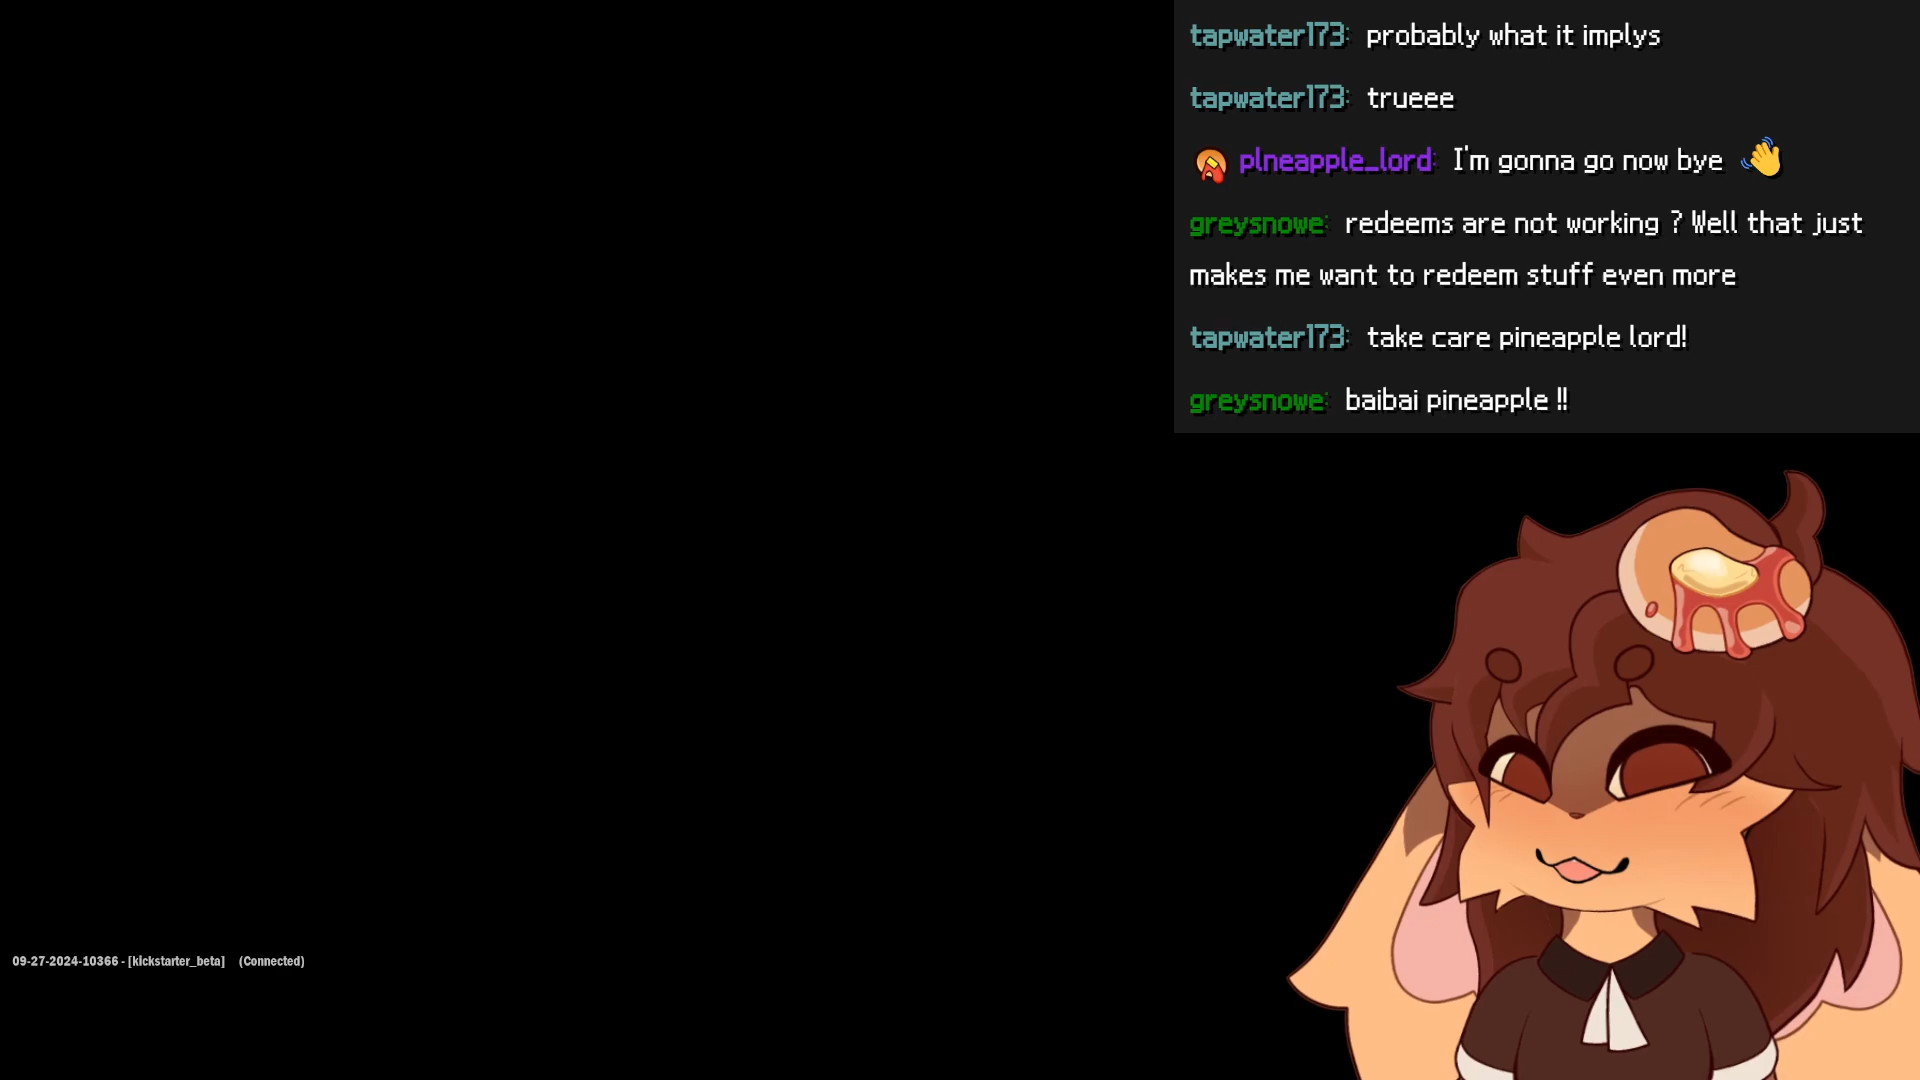 tapwater173: probably what it implys
tapwater173: trueee
plneapple_lord: I'm gonna go now bye 👋
greysnowe: redeems are not working ? Well that just
makes me want to redeem stuff even more
tapwater173: take care pineapple lord!
greysnowe: baibai pineapple !!
09-27-2024-10366 - [kickstarter_beta] (Connected)